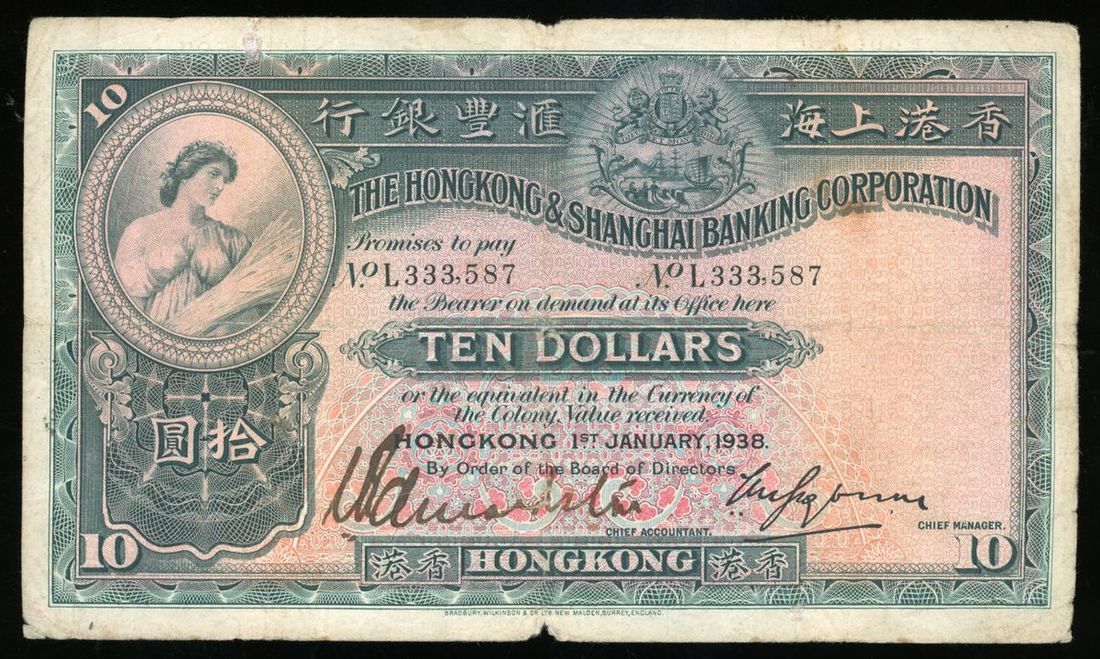 10
香港上海滙豐銀行
THE HONGKONG & SHANGHAI BANKING CORPORATION
Promises to pay
No. L333,587 No. L333,587
the Bearer on demand at its Office here
TEN DOLLARS
or the equivalent in the Currency of
the Colony, Value received.
HONGKONG 1ST JANUARY, 1938.
By Order of the Board of Directors
拾圓
CHIEF ACCOUNTANT.
CHIEF MANAGER.
10 香港 HONGKONG 香港 10
BRADBURY, WILKINSON & Co. LTD. NEW MALDEN, SURREY, ENGLAND.